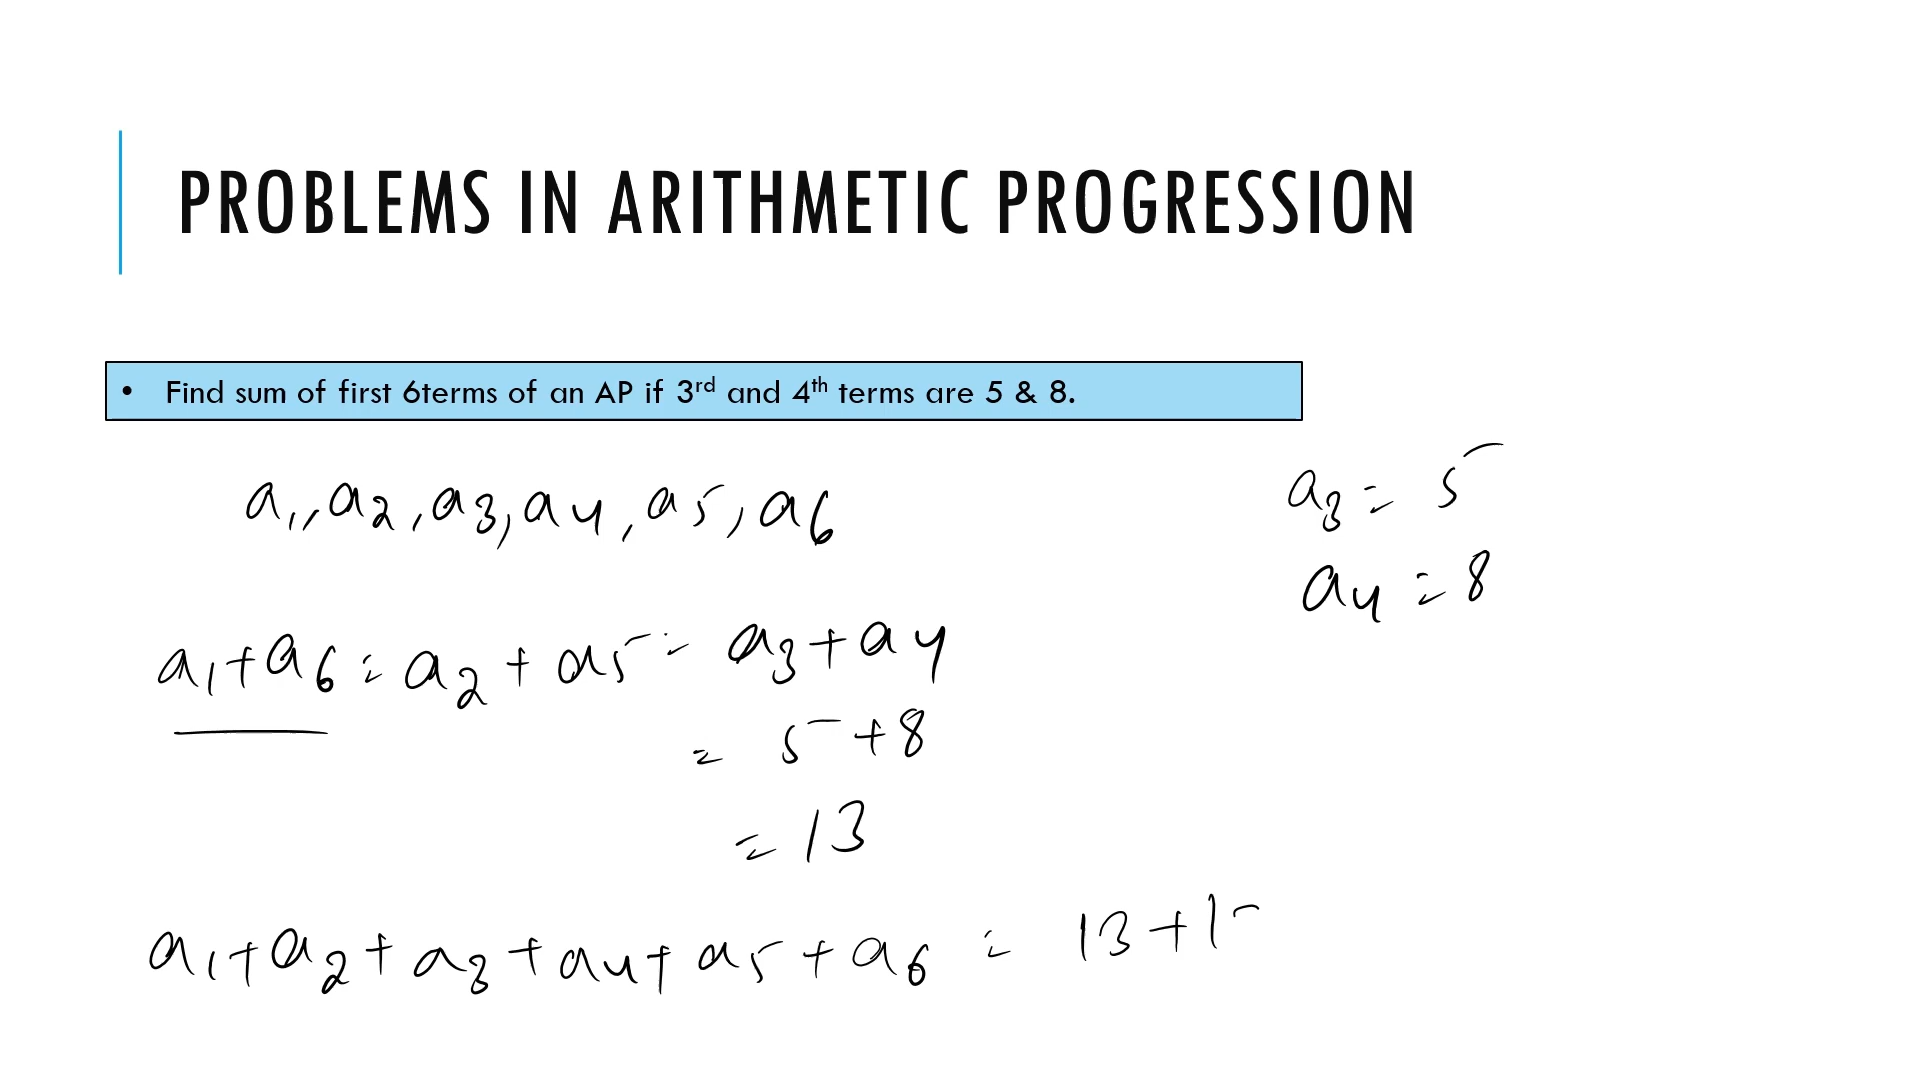 PROBLEMS IN ARITHMETIC PROGRESSION
• Find sum of first 6terms of an AP if 3rd and 4th terms are 5 & 8.
a1, a2, a3, a4, a5, a6
a3 = 5
a4 = 8
a1 + a6 = a2 + a5 = a3 + a4
= 5 + 8
= 13
a1 + a2 + a3 + a4 + a5 + a6 = 13 + 1